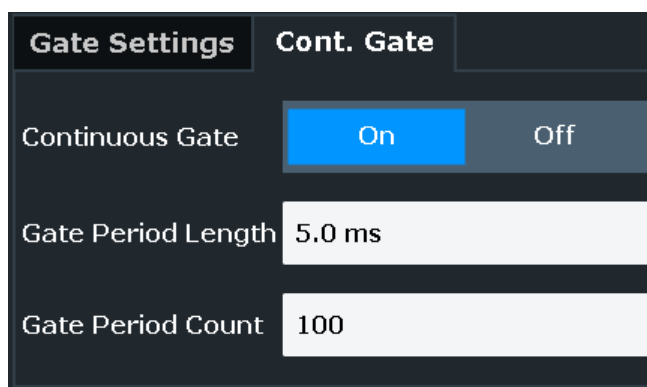 Gate Settings Cont. Gate
Continuous Gate On Off
Gate Period Length 5.0 ms
Gate Period Count 100